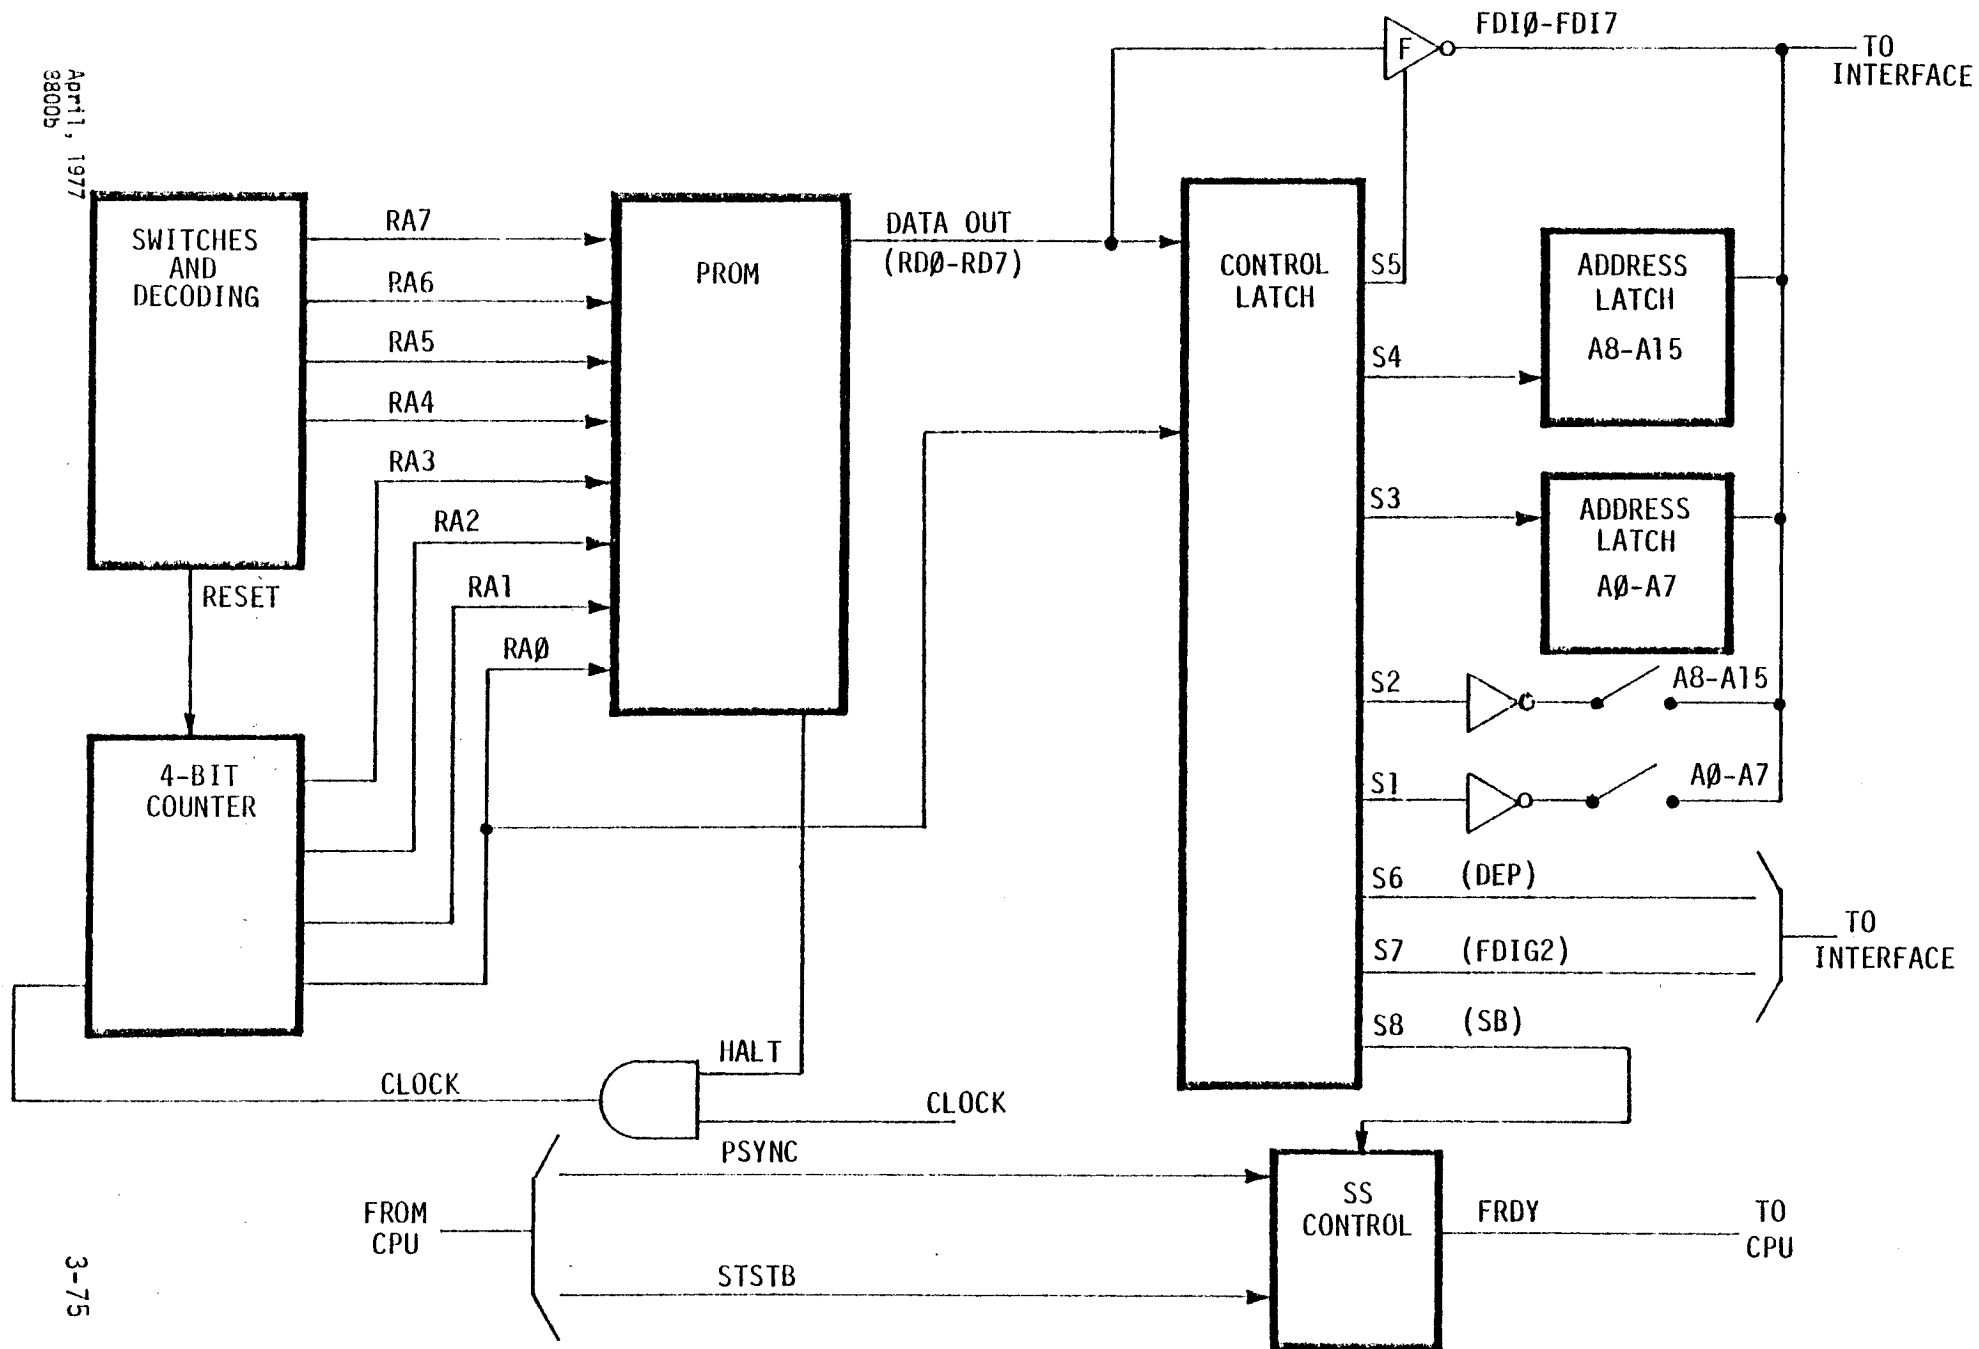 April, 1977
8800b
SWITCHES
AND
DECODING
RA7
RA6
RA5
RA4
RA3
RA2
RA1
RAØ
RESET
4-BIT
COUNTER
PROM
DATA OUT
(RDØ-RD7)
HALT
CLOCK
CLOCK
F
FDIØ-FDI7
TO
INTERFACE
CONTROL
LATCH
S5
S4
S3
S2
S1
S6
(DEP)
S7
(FDIG2)
S8
(SB)
ADDRESS
LATCH
A8-A15
ADDRESS
LATCH
AØ-A7
A8-A15
AØ-A7
TO
INTERFACE
FROM
CPU
PSYNC
STSTB
SS
CONTROL
FRDY
TO
CPU
3-75